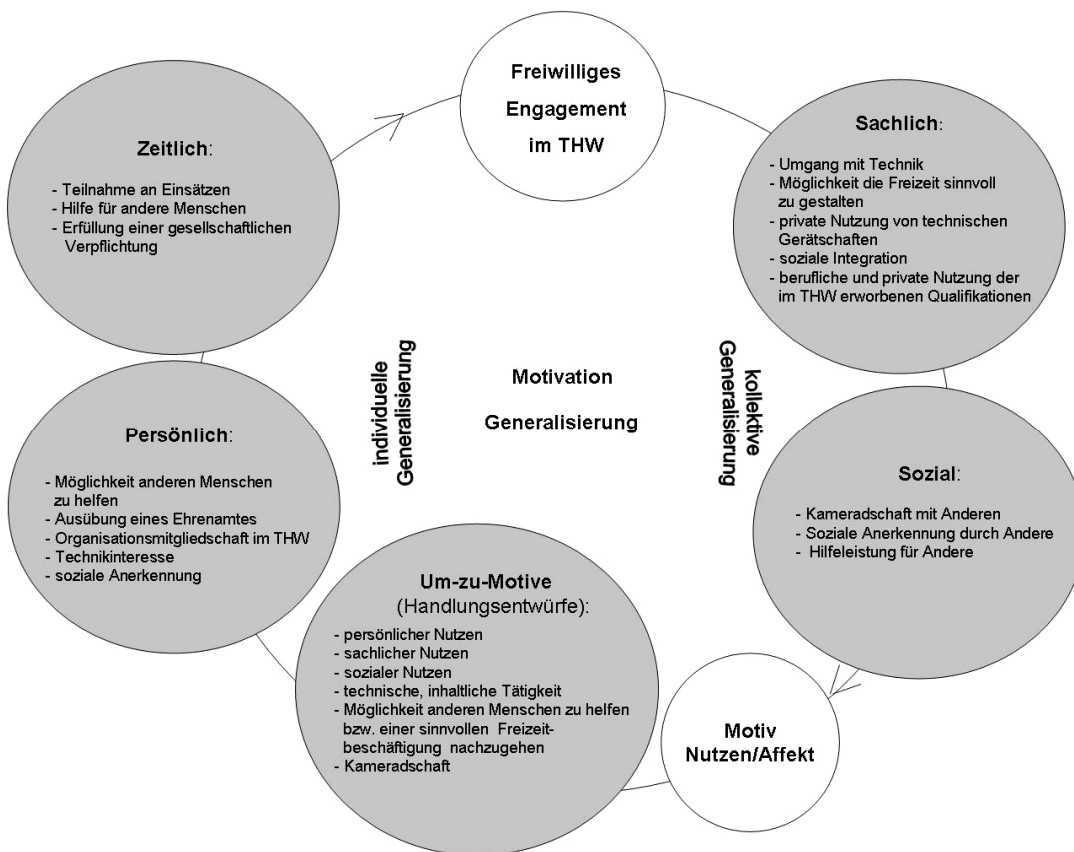 Freiwilliges
Engagement
im THW
Zeitlich:
- Teilnahme an Einsätzen
- Hilfe für andere Menschen
- Erfüllung einer gesellschaftlichen
Verpflichtung
Sachlich:
- Umgang mit Technik
- Möglichkeit die Freizeit sinnvoll
zu gestalten
- private Nutzung von technischen
Gerätschaften
- soziale Integration
- berufliche und private Nutzung der
im THW erworbenen Qualifikationen
individuelle
Generalisierung
Motivation
Generalisierung
kollektive
Generalisierung
Persönlich:
- Möglichkeit anderen Menschen
zu helfen
- Ausübung eines Ehrenamtes
- Organisationsmitgliedschaft im THW
- Technikinteresse
- soziale Anerkennung
Sozial:
- Kameradschaft mit Anderen
- Soziale Anerkennung durch Andere
- Hilfeleistung für Andere
Um-zu-Motive
(Handlungsentwürfe):
- persönlicher Nutzen
- sachlicher Nutzen
- sozialer Nutzen
- technische, inhaltliche Tätigkeit
- Möglichkeit anderen Menschen zu helfen
bzw. einer sinnvollen Freizeit-
beschäftigung nachzugehen
- Kameradschaft
Motiv
Nutzen/Affekt